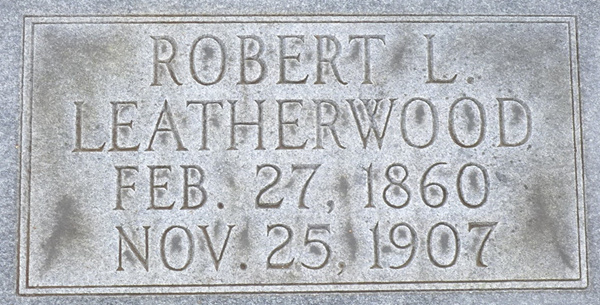 ROBERT L.
LEATHERWOOD
FEB. 27, 1860
NOV. 25, 1907